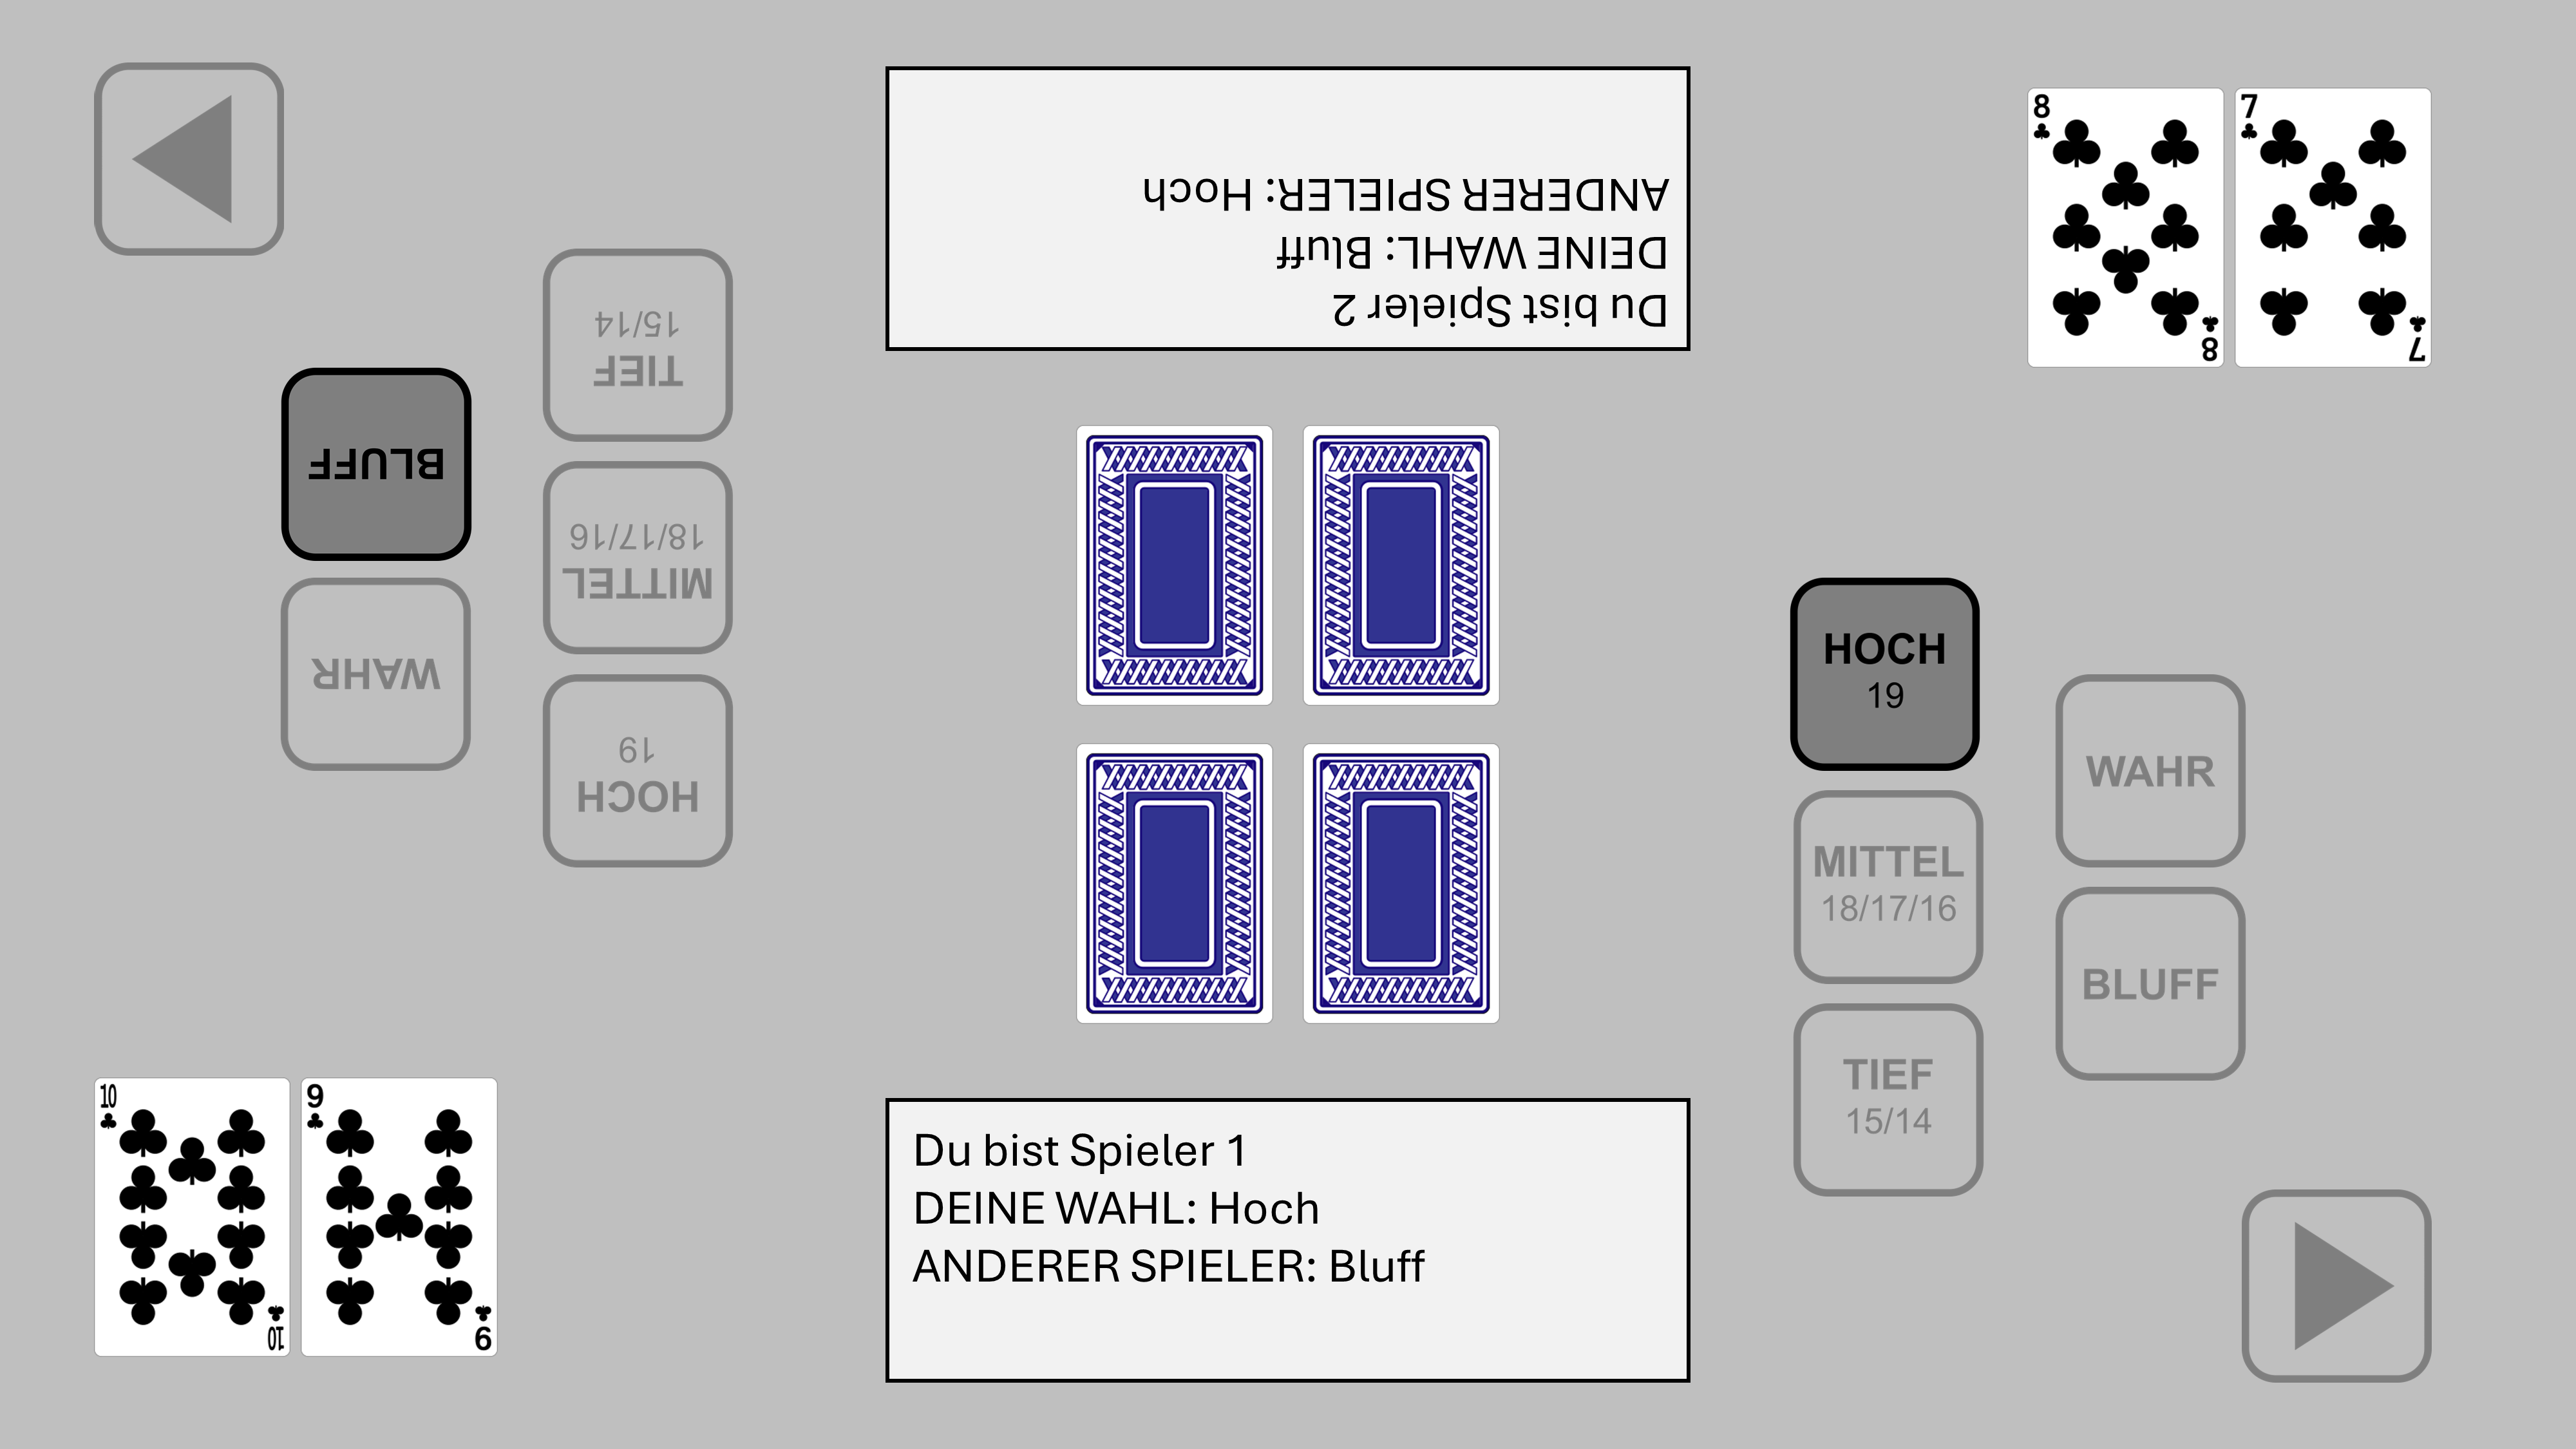 Du bist Spieler 2
DEINE WAHL: Bluff
ANDERER SPIELER: Hoch
8
8
7
7
TIEF
15/14
BLUFF
MITTEL
18/17/16
WAHR
HOCH
19
HOCH
19
WAHR
MITTEL
18/17/16
BLUFF
TIEF
15/14
10
10
9
9
Du bist Spieler 1
DEINE WAHL: Hoch
ANDERER SPIELER: Bluff